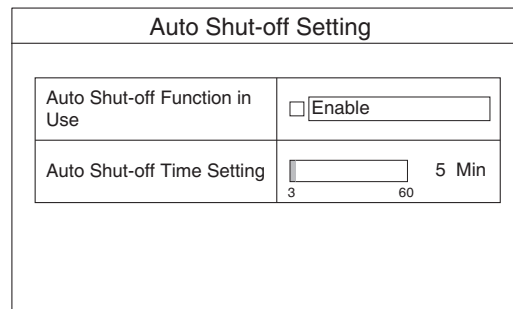 Auto Shut-off Setting
Auto Shut-off Function in
Use
Enable
Auto Shut-off Time Setting
5 Min
3 60